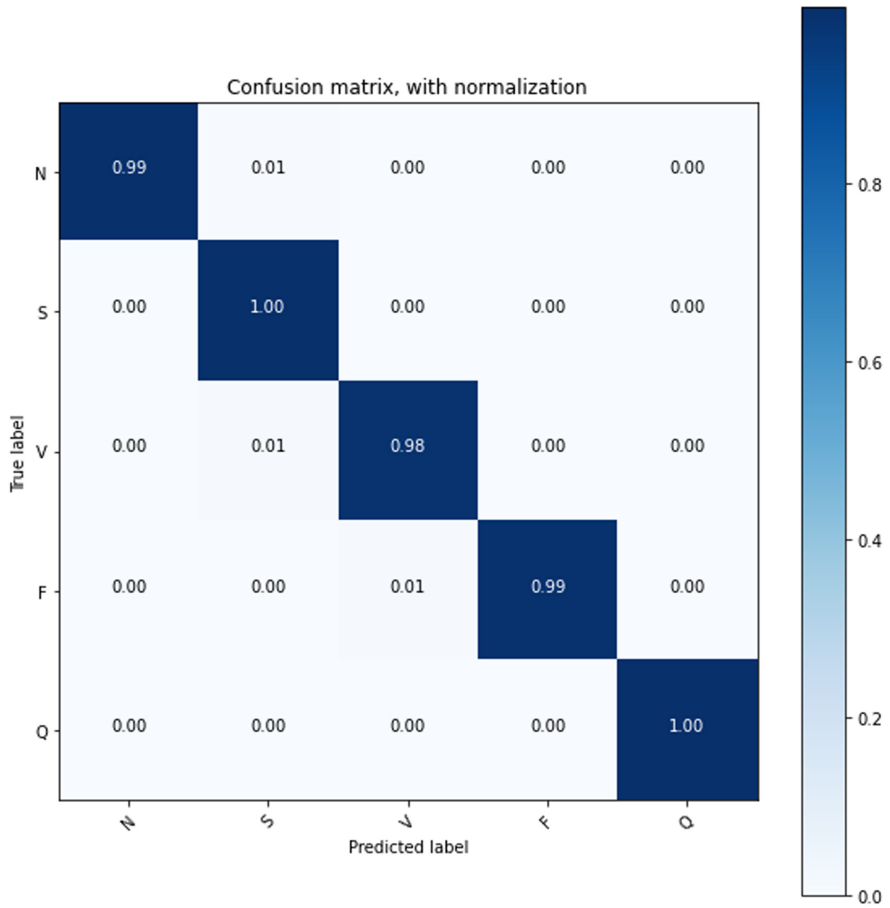 Confusion matrix, with normalization
N 0.99 0.01 0.00 0.00 0.00
S 0.00 1.00 0.00 0.00 0.00
V 0.00 0.01 0.98 0.00 0.00
F 0.00 0.00 0.01 0.99 0.00
Q 0.00 0.00 0.00 0.00 1.00
True label
N S V F Q
Predicted label
0.8
0.6
0.4
0.2
0.0